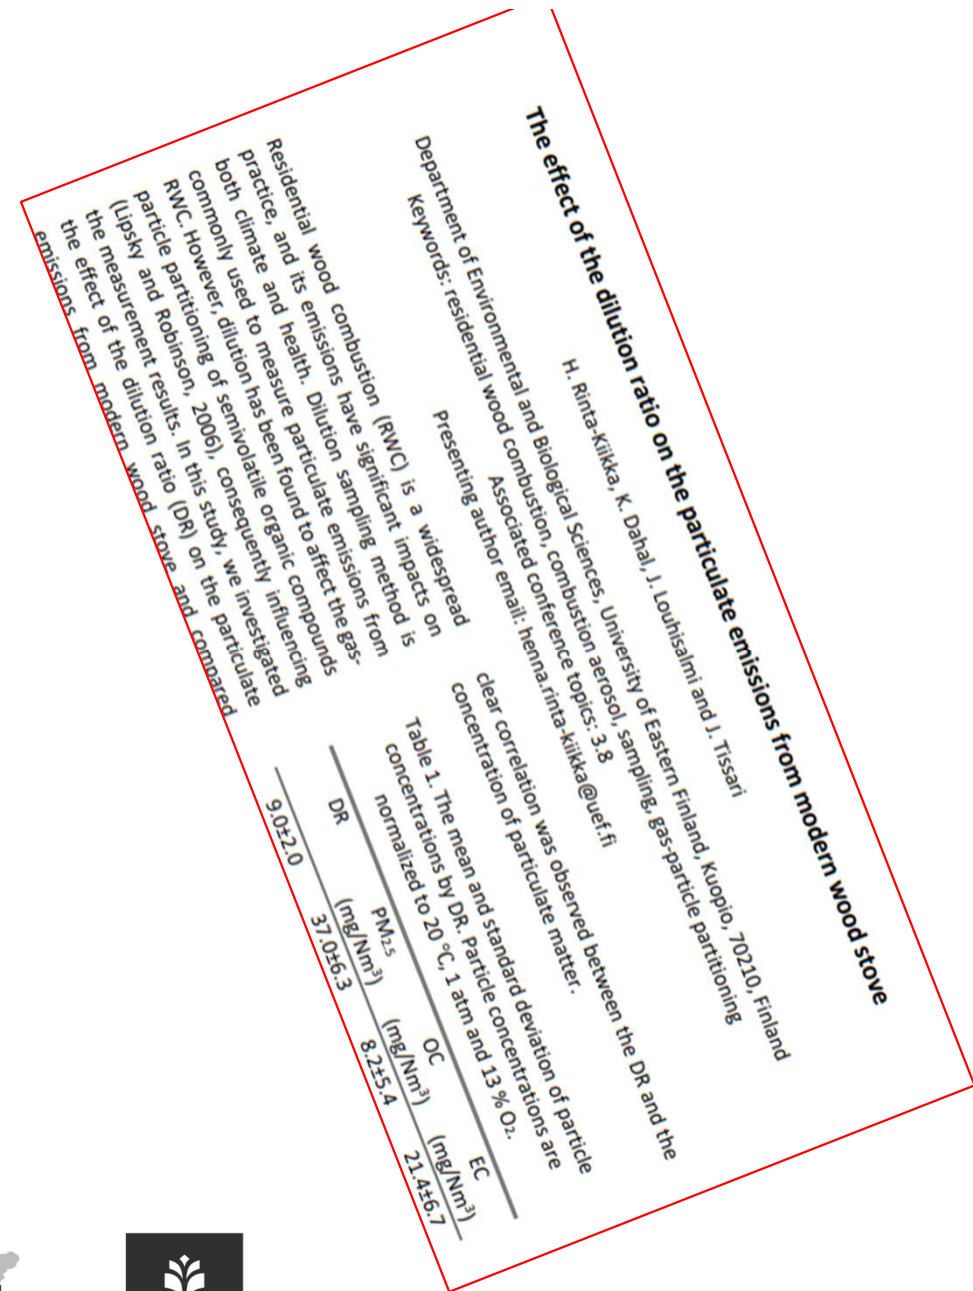 The effect of the dilution ratio on the particulate emissions from modern wood stove
H. Rinta-Kiikka, K. Dahal, J. Louhisalmi and J. Tissari
Department of Environmental and Biological Sciences, University of Eastern Finland, Kuopio, 70210, Finland
Keywords: residential wood combustion, combustion aerosol, sampling, gas-particle partitioning
Associated conference topics: 3.8
Presenting author email: henna.rinta-kiikka@uef.fi
Residential wood combustion (RWC) is a widespread
practice, and its emissions have significant impacts on
both climate and health. Dilution sampling method is
commonly used to measure particulate emissions from
RWC. However, dilution has been found to affect the gas-
particle partitioning of semivolatile organic compounds
(Lipsky and Robinson, 2006), consequently influencing
the measurement results. In this study, we investigated
the effect of the dilution ratio (DR) on the particulate
emissions from modern wood stove and compared
clear correlation was observed between the DR and the
concentration of particulate matter.
Table 1. The mean and standard deviation of particle
concentrations by DR. Particle concentrations are
normalized to 20 °C, 1 atm and 13 % O₂.
DR PM2.5 OC EC
(mg/Nm³) (mg/Nm³) (mg/Nm³)
9.0±2.0 37.0±6.3 8.2±5.4 21.4±6.7